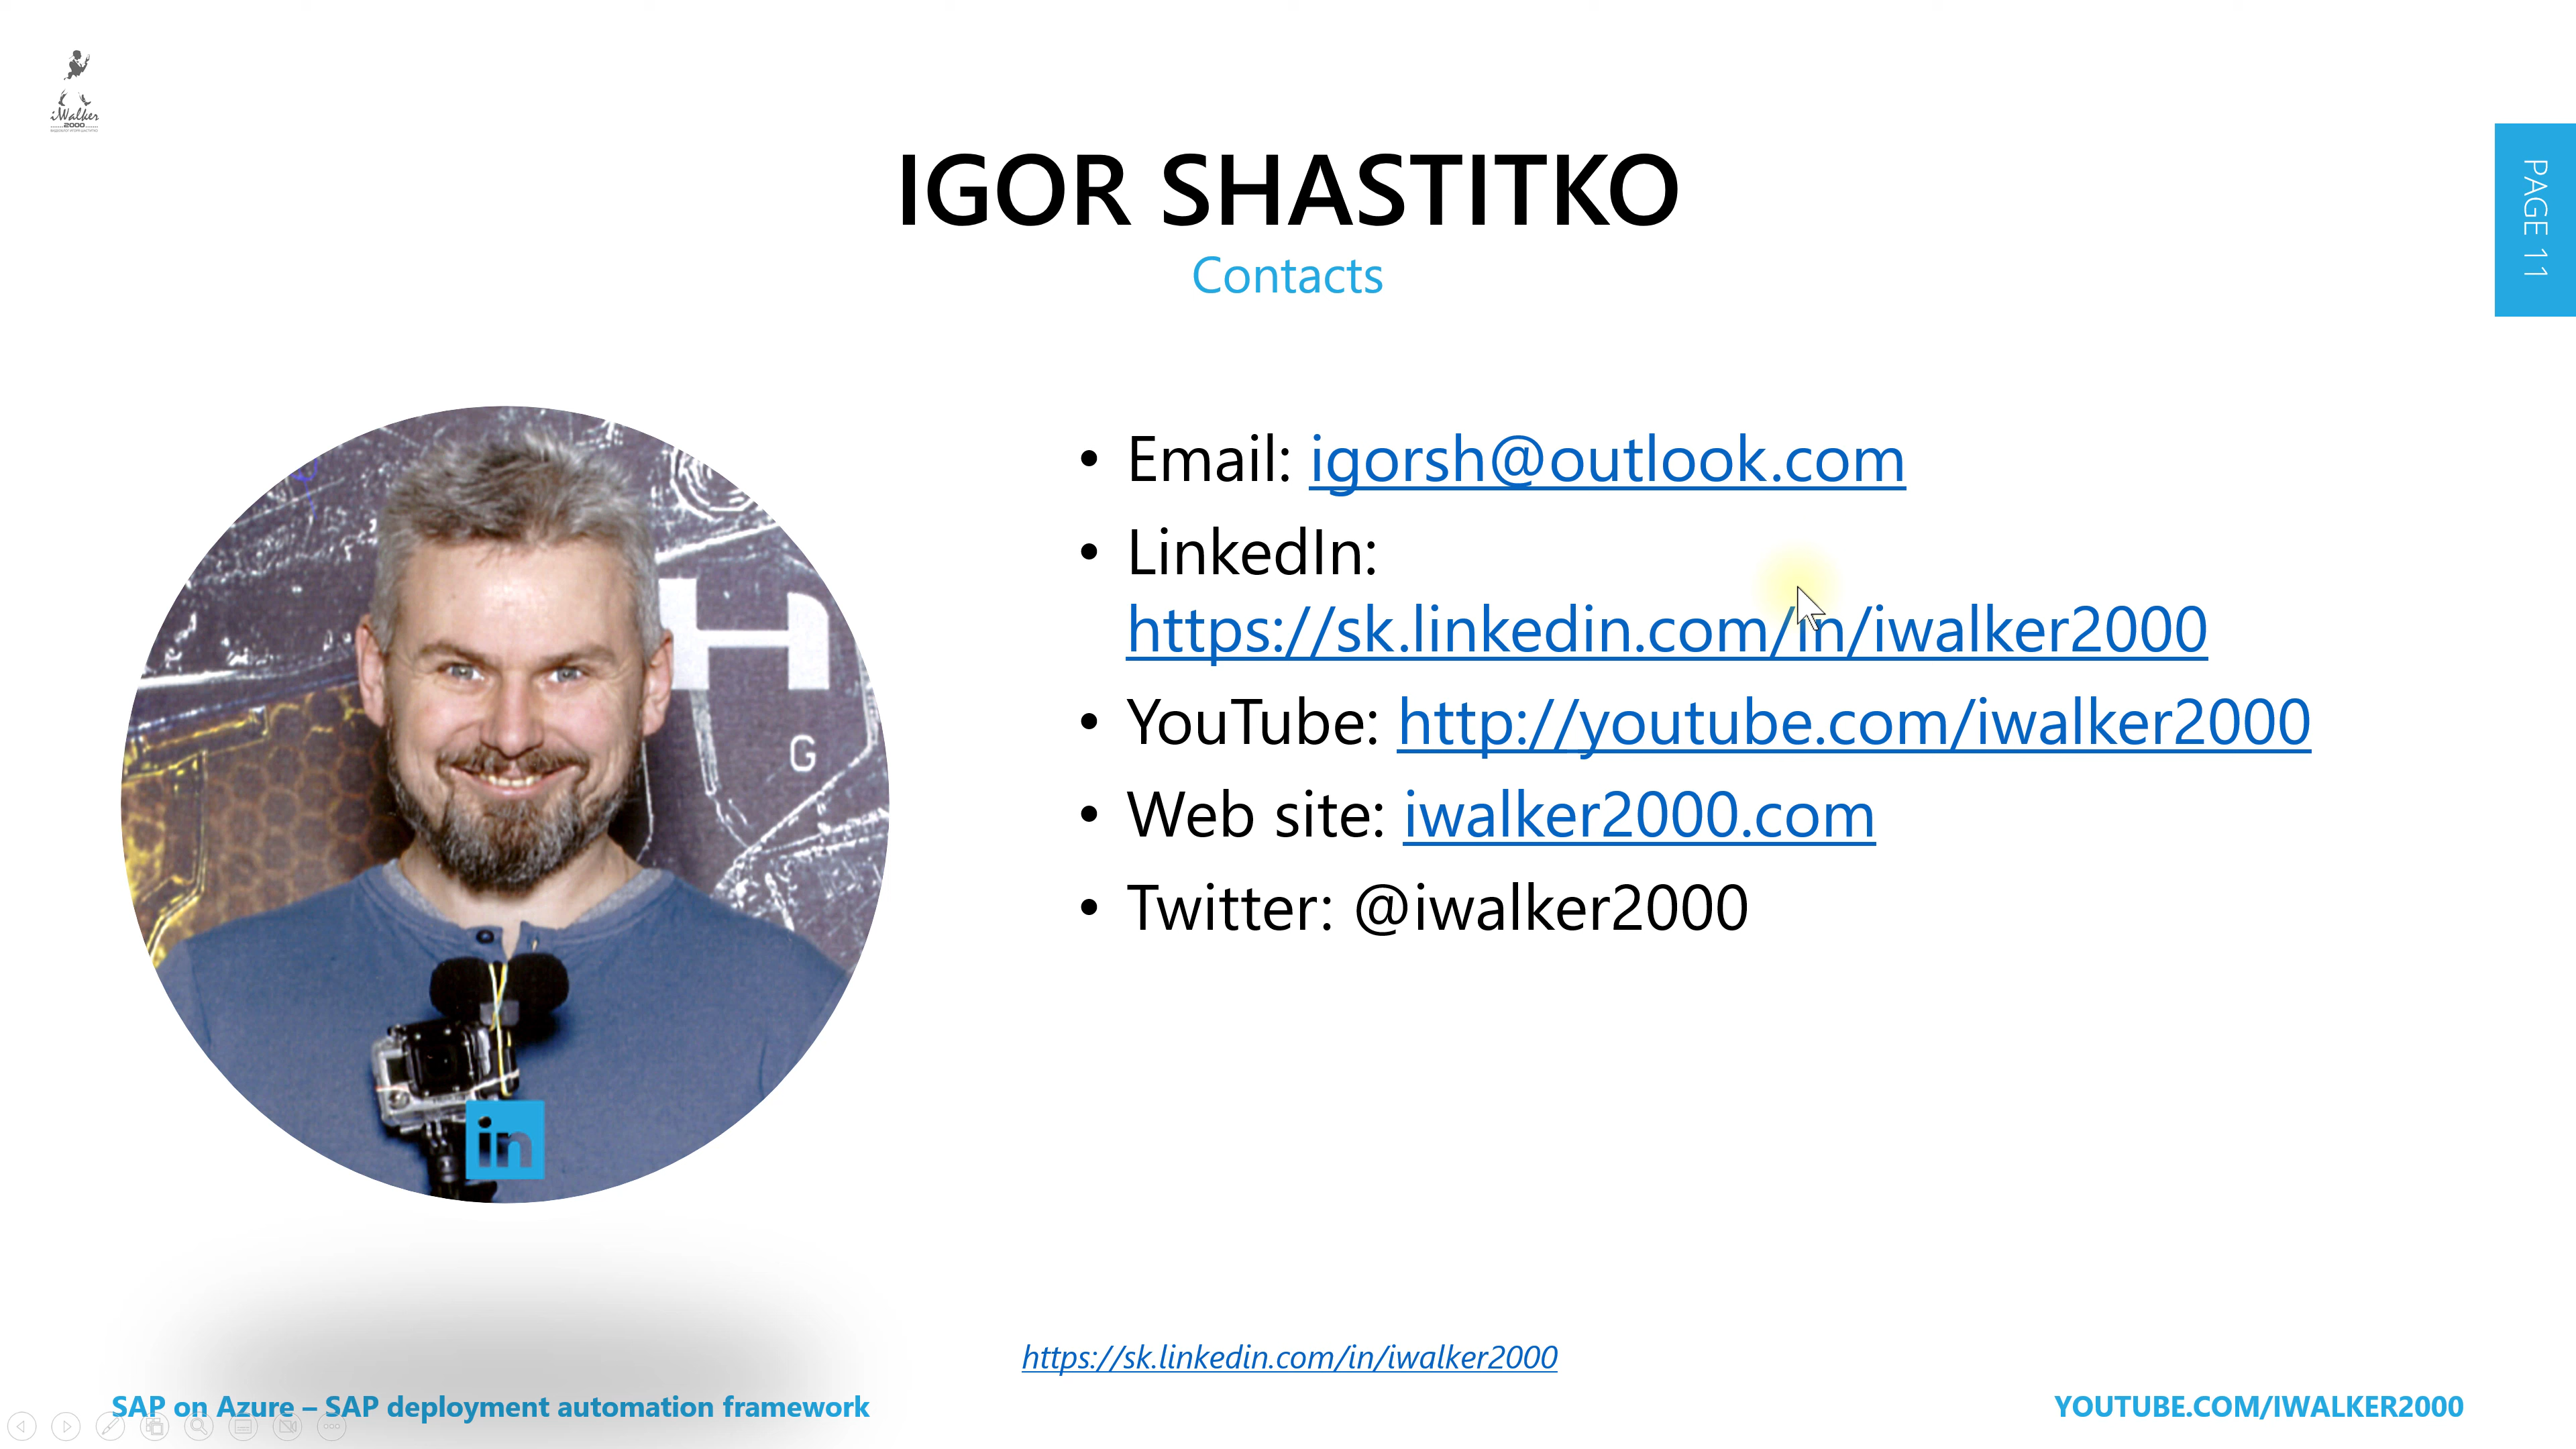 iWalker
2000
IGOR SHASTITKO
Contacts
PAGE 11
• Email: igorsh@outlook.com
• LinkedIn:
https://sk.linkedin.com/in/iwalker2000
• YouTube: http://youtube.com/iwalker2000
• Web site: iwalker2000.com
• Twitter: @iwalker2000
H
G
in
https://sk.linkedin.com/in/iwalker2000
SAP on Azure – SAP deployment automation framework
YOUTUBE.COM/IWALKER2000